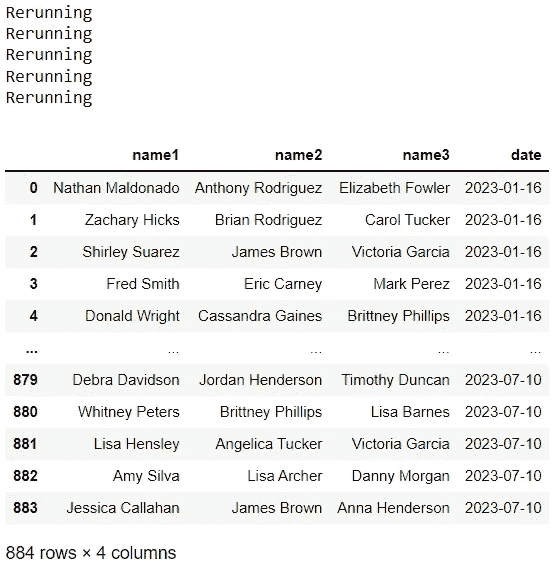 Rerunning
Rerunning
Rerunning
Rerunning
Rerunning
name1 name2 name3 date
0 Nathan Maldonado Anthony Rodriguez Elizabeth Fowler 2023-01-16
1 Zachary Hicks Brian Rodriguez Carol Tucker 2023-01-16
2 Shirley Suarez James Brown Victoria Garcia 2023-01-16
3 Fred Smith Eric Carney Mark Perez 2023-01-16
4 Donald Wright Cassandra Gaines Brittney Phillips 2023-01-16
... ... ... ... ...
879 Debra Davidson Jordan Henderson Timothy Duncan 2023-07-10
880 Whitney Peters Brittney Phillips Lisa Barnes 2023-07-10
881 Lisa Hensley Angelica Tucker Victoria Garcia 2023-07-10
882 Amy Silva Lisa Archer Danny Morgan 2023-07-10
883 Jessica Callahan James Brown Anna Henderson 2023-07-10
884 rows × 4 columns